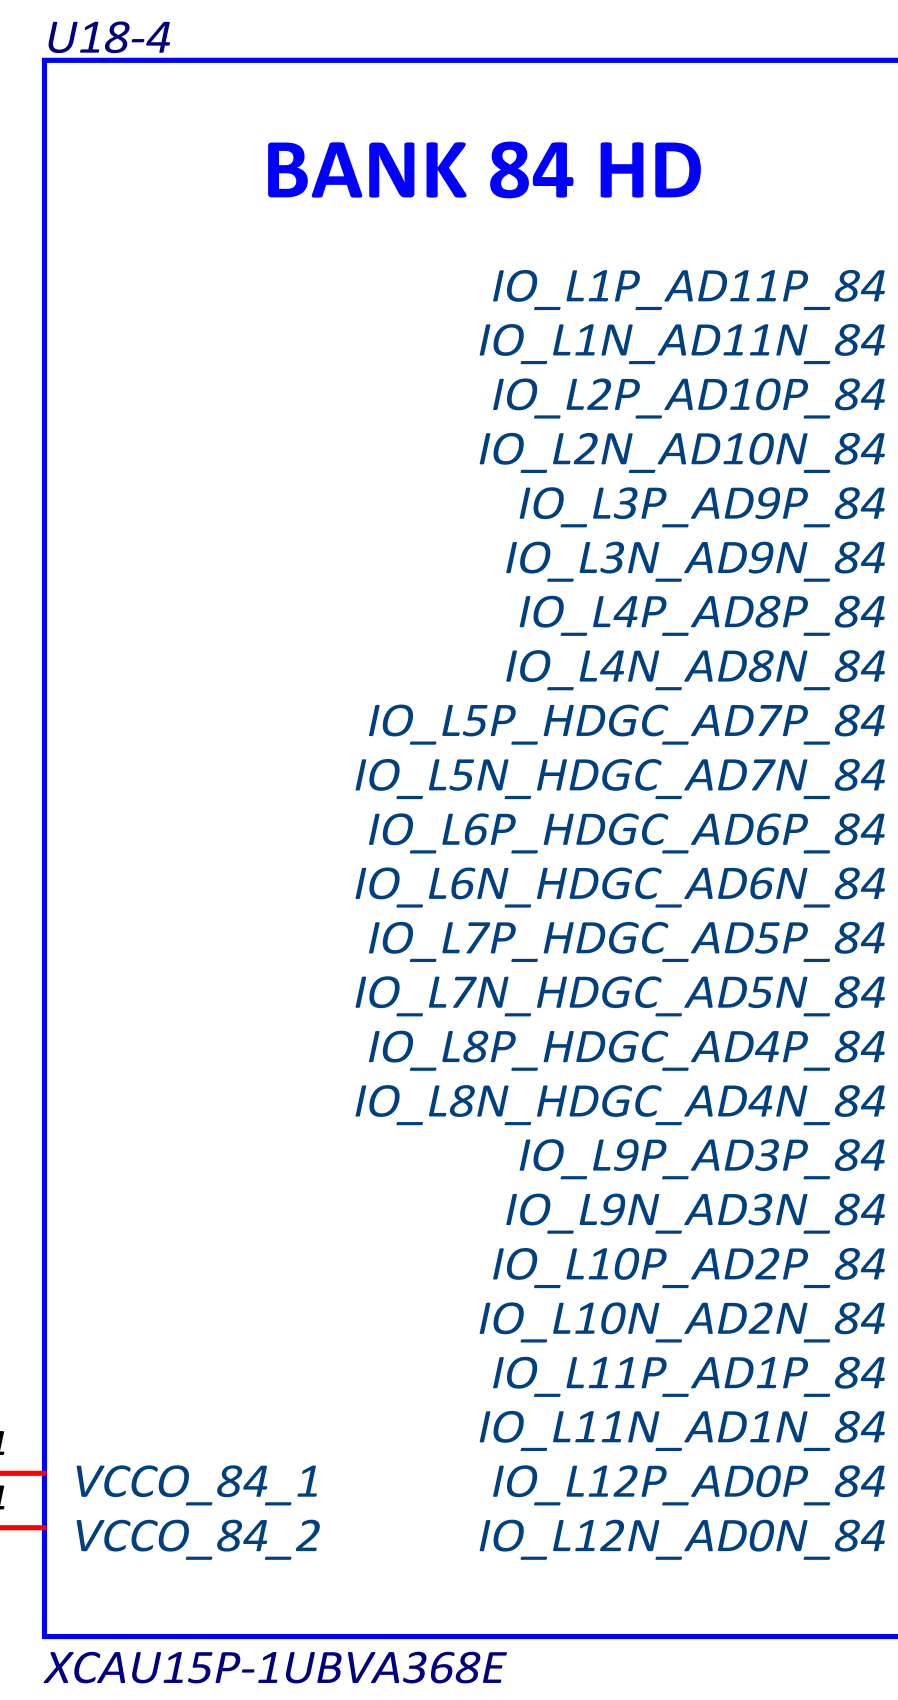 U18-4
BANK 84 HD
IO_L1P_AD11P_84
IO_L1N_AD11N_84
IO_L2P_AD10P_84
IO_L2N_AD10N_84
IO_L3P_AD9P_84
IO_L3N_AD9N_84
IO_L4P_AD8P_84
IO_L4N_AD8N_84
IO_L5P_HDGC_AD7P_84
IO_L5N_HDGC_AD7N_84
IO_L6P_HDGC_AD6P_84
IO_L6N_HDGC_AD6N_84
IO_L7P_HDGC_AD5P_84
IO_L7N_HDGC_AD5N_84
IO_L8P_HDGC_AD4P_84
IO_L8N_HDGC_AD4N_84
IO_L9P_AD3P_84
IO_L9N_AD3N_84
IO_L10P_AD2P_84
IO_L10N_AD2N_84
IO_L11P_AD1P_84
IO_L11N_AD1N_84
VCCO_84_1 IO_L12P_AD0P_84
VCCO_84_2 IO_L12N_AD0N_84
XCAU15P-1UBVA368E